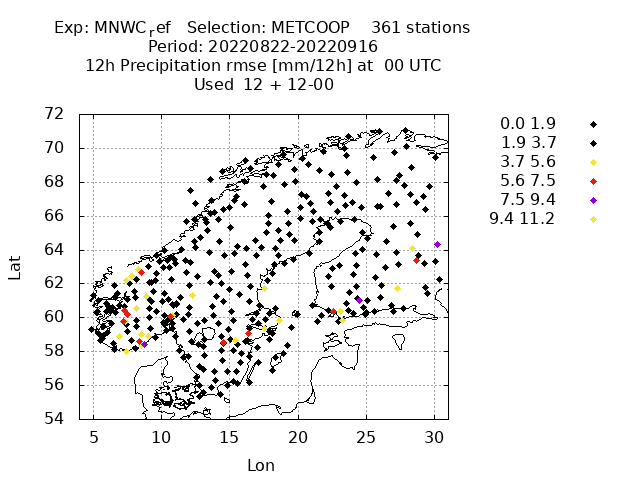 Exp: MNWC_ref   Selection: METCOOP    361 stations
Period: 20220822-20220916
12h Precipitation rmse [mm/12h] at  00 UTC
Used  12 + 12-00
72
70
68
66
64
62
60
58
56
54
5 10 15 20 25 30
Lat
Lon
0.0 1.9
1.9 3.7
3.7 5.6
5.6 7.5
7.5 9.4
9.4 11.2